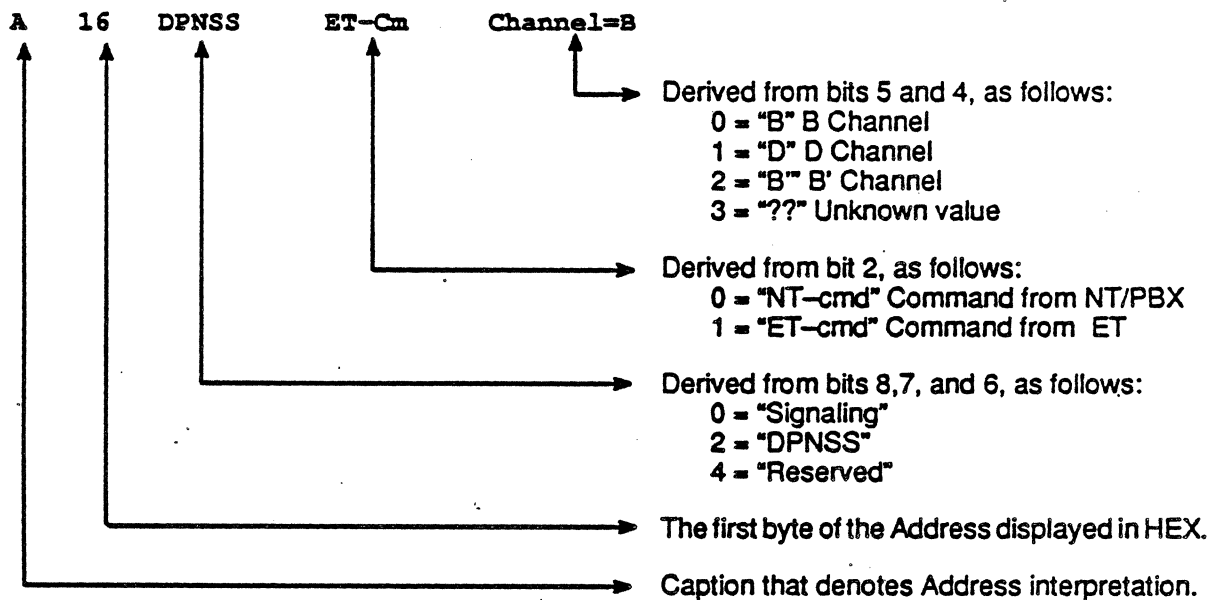 A 16 DPNSS ET-Cm Channel=B
Derived from bits 5 and 4, as follows:
0 = "B" B Channel
1 = "D" D Channel
2 = "B'" B' Channel
3 = "??" Unknown value
Derived from bit 2, as follows:
0 = "NT–cmd" Command from NT/PBX
1 = "ET–cmd" Command from ET
Derived from bits 8,7, and 6, as follows:
0 = "Signaling"
2 = "DPNSS"
4 = "Reserved"
The first byte of the Address displayed in HEX.
Caption that denotes Address interpretation.